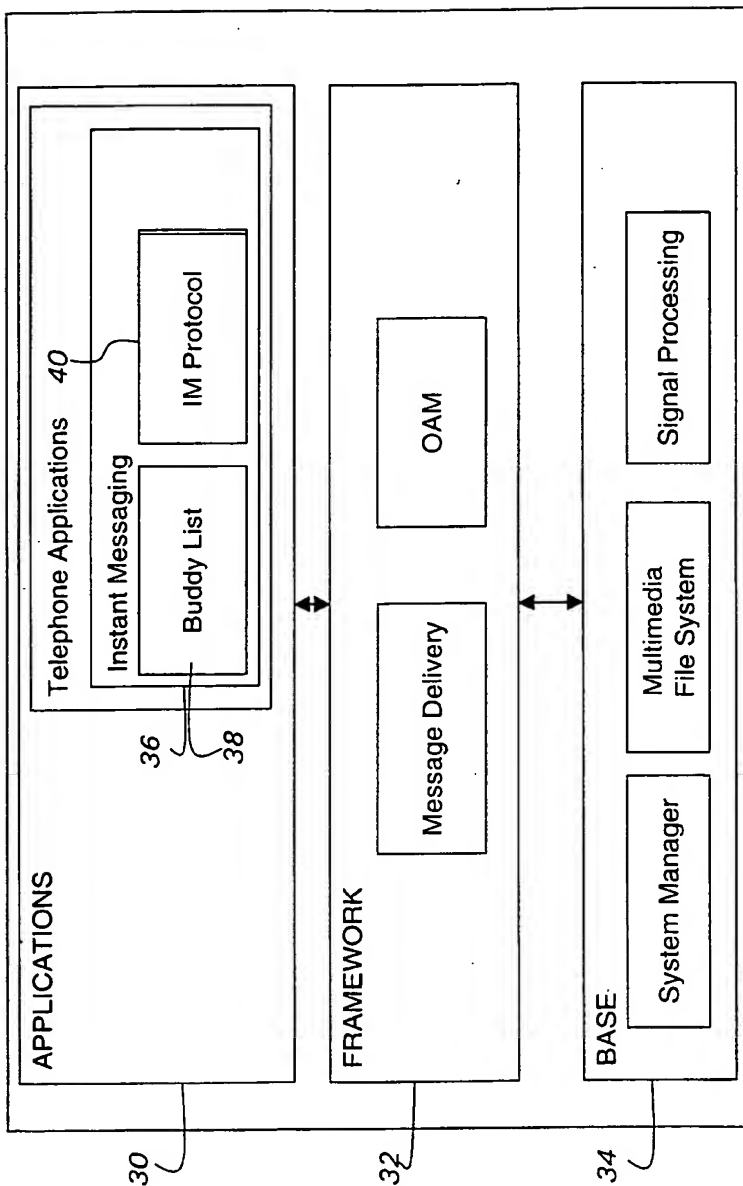 APPLICATIONS
Telephone Applications
40
Instant Messaging
Buddy List
IM Protocol
36
38
30
FRAMEWORK
Message Delivery
OAM
32
BASE
System Manager
Multimedia
File System
Signal Processing
34